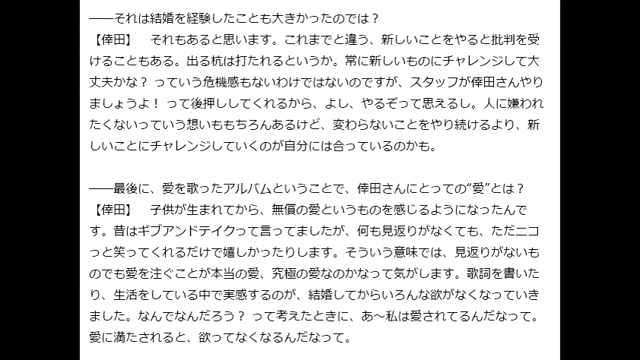 ――それは結婚を経験したことも大きかったのでは？
【倖田】　それもあると思います。これまでと違う、新しいことをやると批判を受
けることもある。出る杭は打たれるというか。常に新しいものにチャレンジして大
丈夫かな？ っていう危機感もないわけではないのですが、スタッフが倖田さんやり
ましょうよ！ って後押ししてくれるから、よし、やるぞって思えるし。人に嫌われ
たくないっていう想いももちろんあるけど、変わらないことをやり続けるより、新
しいことにチャレンジしていくのが自分には合っているのかも。
――最後に、愛を歌ったアルバムということで、倖田さんにとっての“愛”とは？
【倖田】　子供が生まれてから、無償の愛というものを感じるようになったんで
す。昔はギブアンドテイクって言ってましたが、何も見返りがなくても、ただニコ
っと笑ってくれるだけで嬉しかったりします。そういう意味では、見返りがないも
のでも愛を注ぐことが本当の愛、究極の愛なのかなって気がします。歌詞を書いた
り、生活をしている中で実感するのが、結婚してからいろんな欲がなくなっていき
ました。なんでなんだろう？ って考えたときに、あ～私は愛されてるんだなって。
愛に満たされると、欲ってなくなるんだなって。